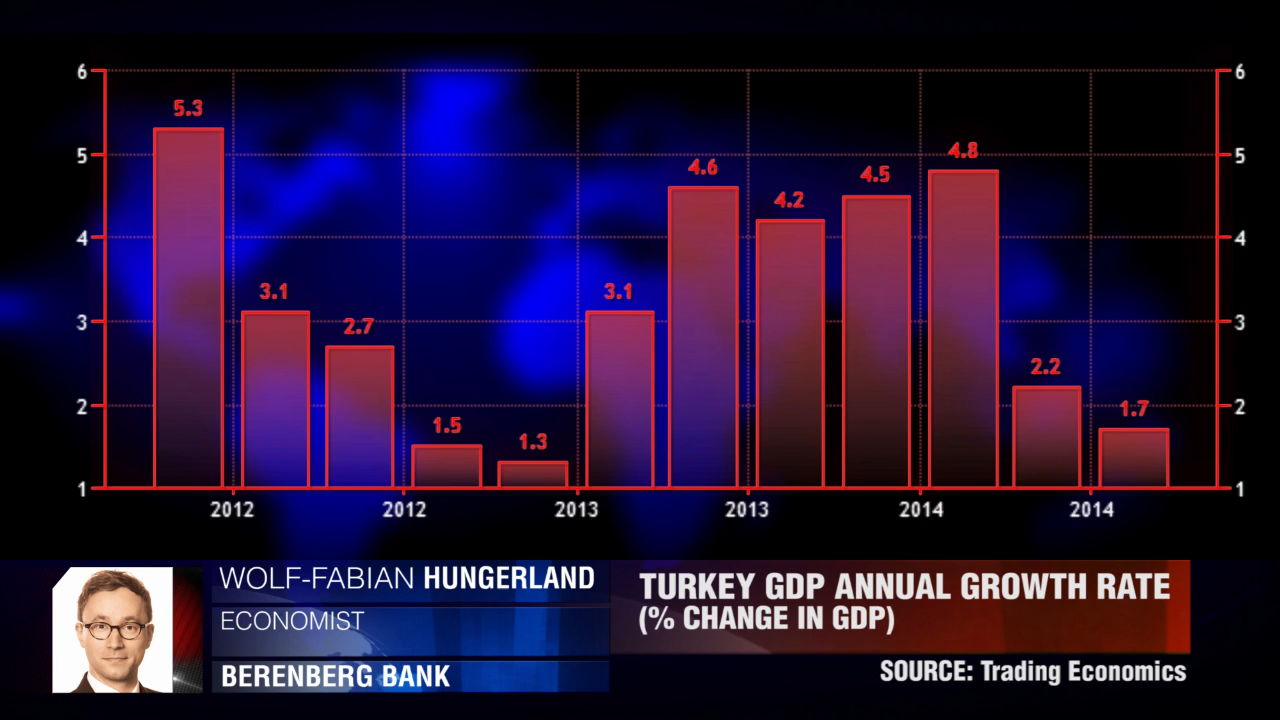 6 6
5.3
5 5
4.8
4.6
4.5
4.2
4 4
3.1 3.1
3 3
2.7
2.2
2 2
1.7
1.5
1.3
1 1
2012 2012 2013 2013 2014 2014
WOLF-FABIAN HUNGERLAND
ECONOMIST
BERENBERG BANK
TURKEY GDP ANNUAL GROWTH RATE
(% CHANGE IN GDP)
SOURCE: Trading Economics